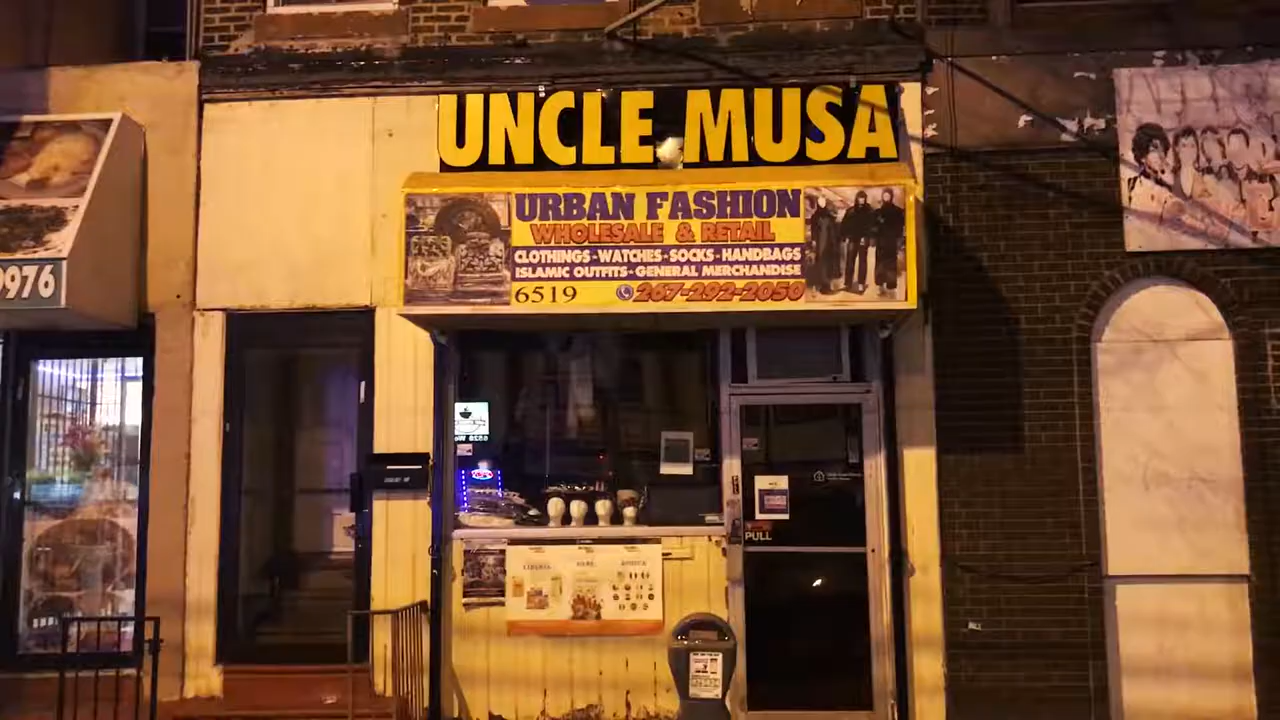 UNCLE MUSA
URBAN FASHION
WHOLESALE & RETAIL
CLOTHINGS - WATCHES - SOCKS - HANDBAGS
ISLAMIC OUTFITS - GENERAL MERCHANDISE
6519 267-292-2050
9976
PULL